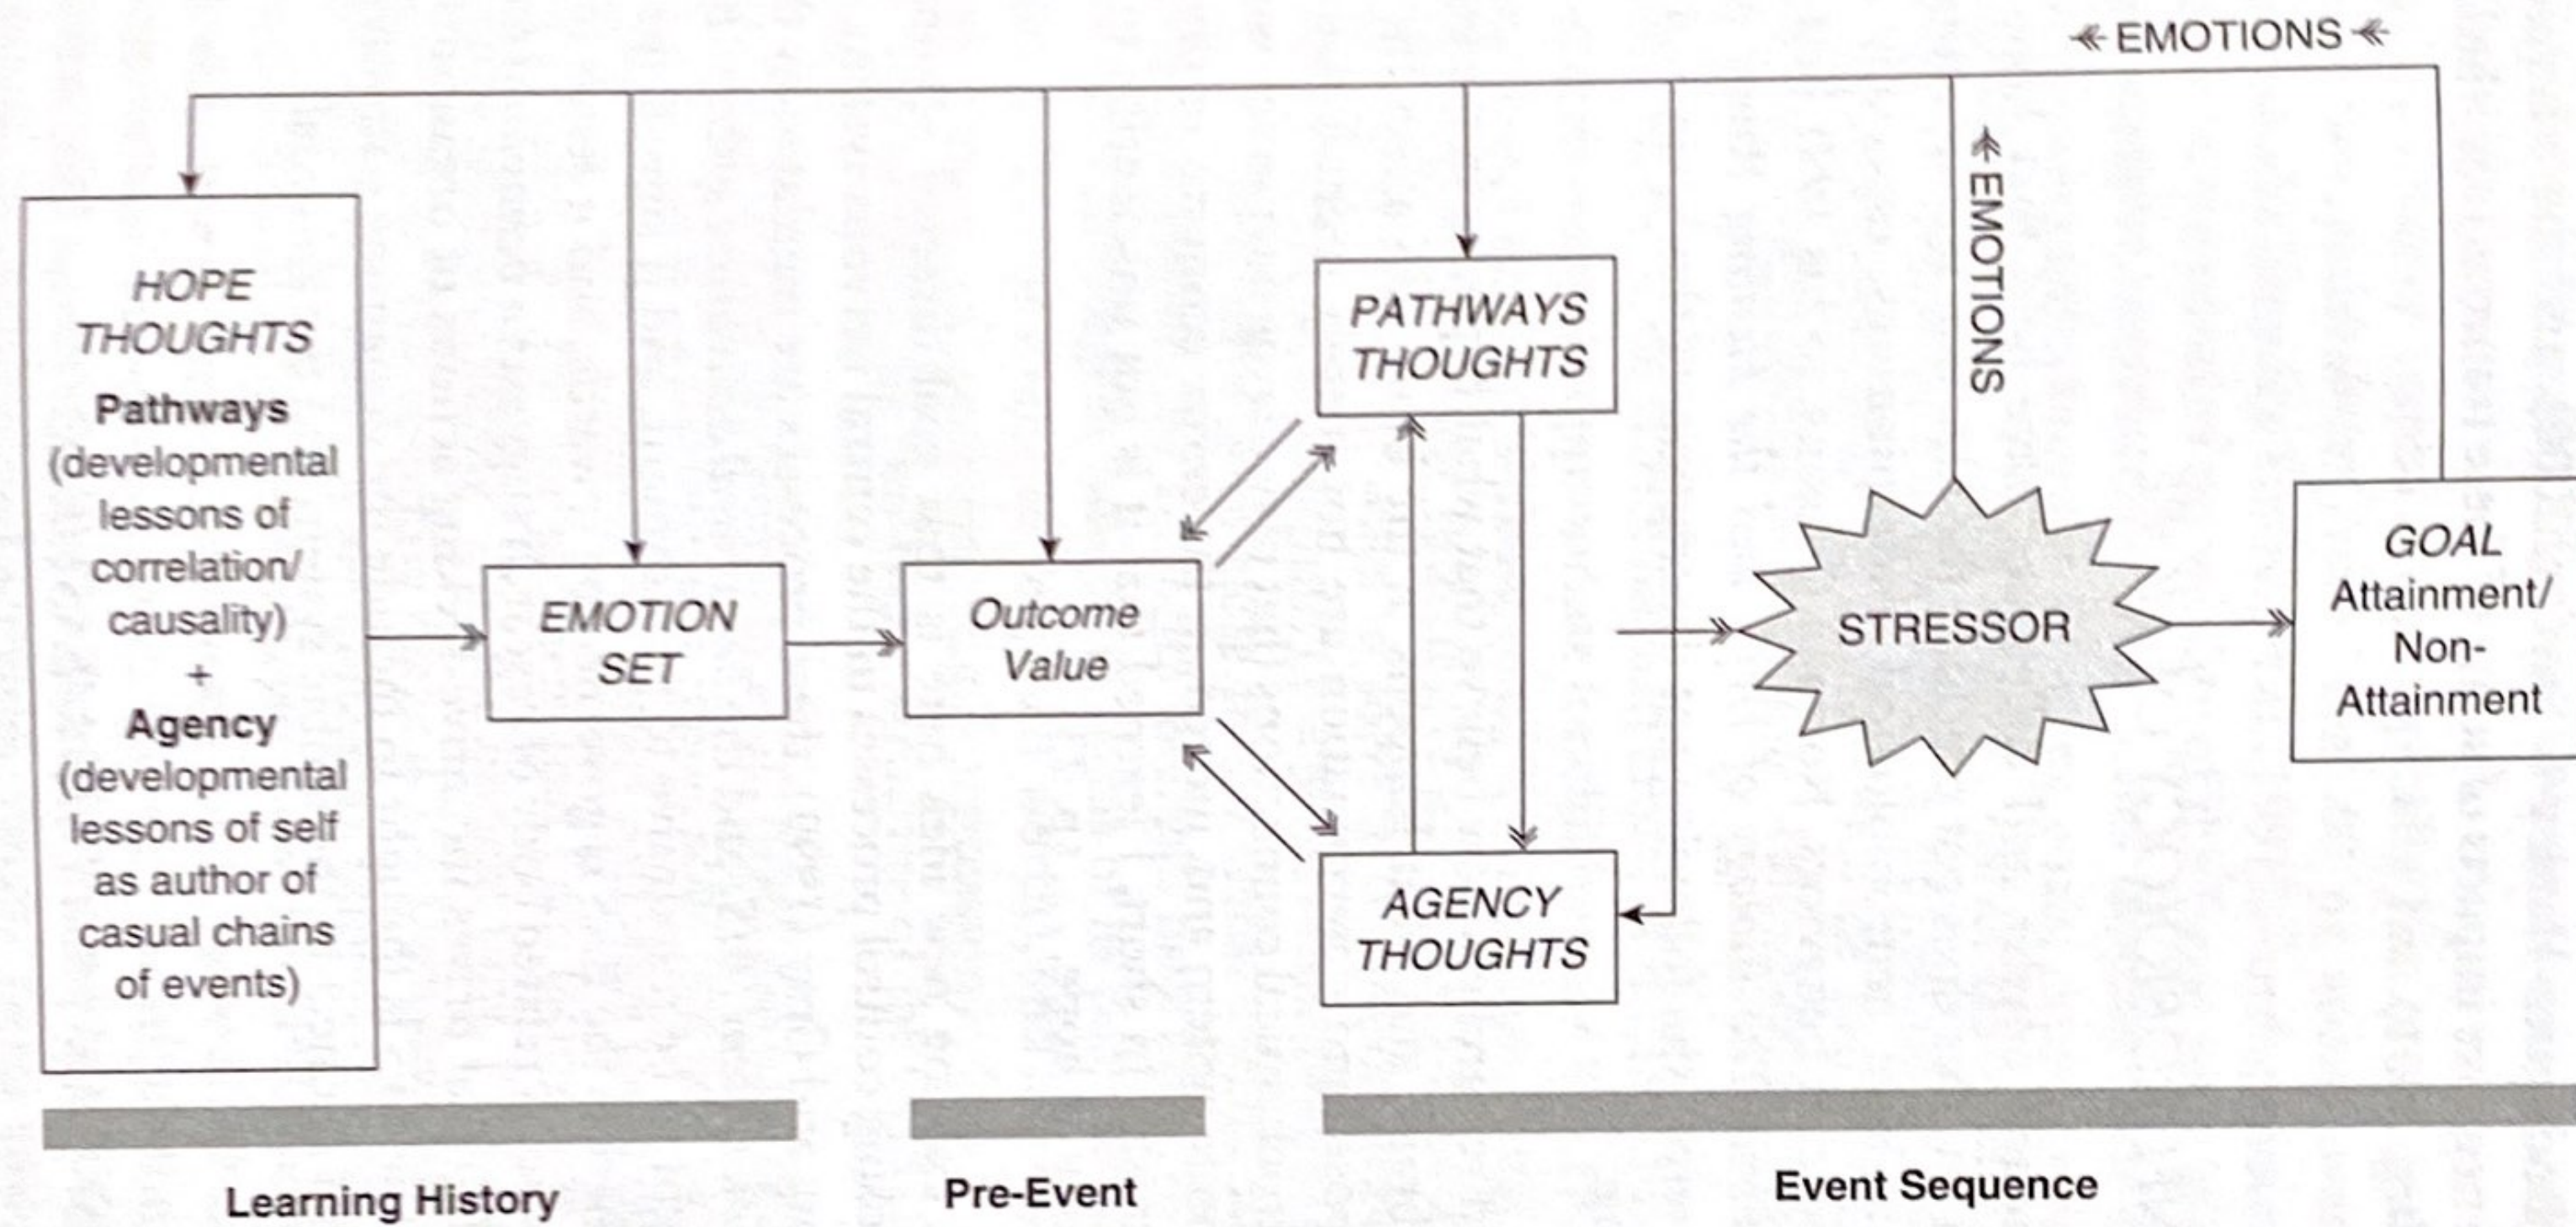 EMOTIONS
EMOTIONS
HOPE
THOUGHTS
Pathways
(developmental
lessons of
correlation/
causality)
+
Agency
(developmental
lessons of self
as author of
casual chains
of events)
EMOTION
SET
Outcome
Value
PATHWAYS
THOUGHTS
AGENCY
THOUGHTS
STRESSOR
GOAL
Attainment/
Non-
Attainment
Learning History
Pre-Event
Event Sequence